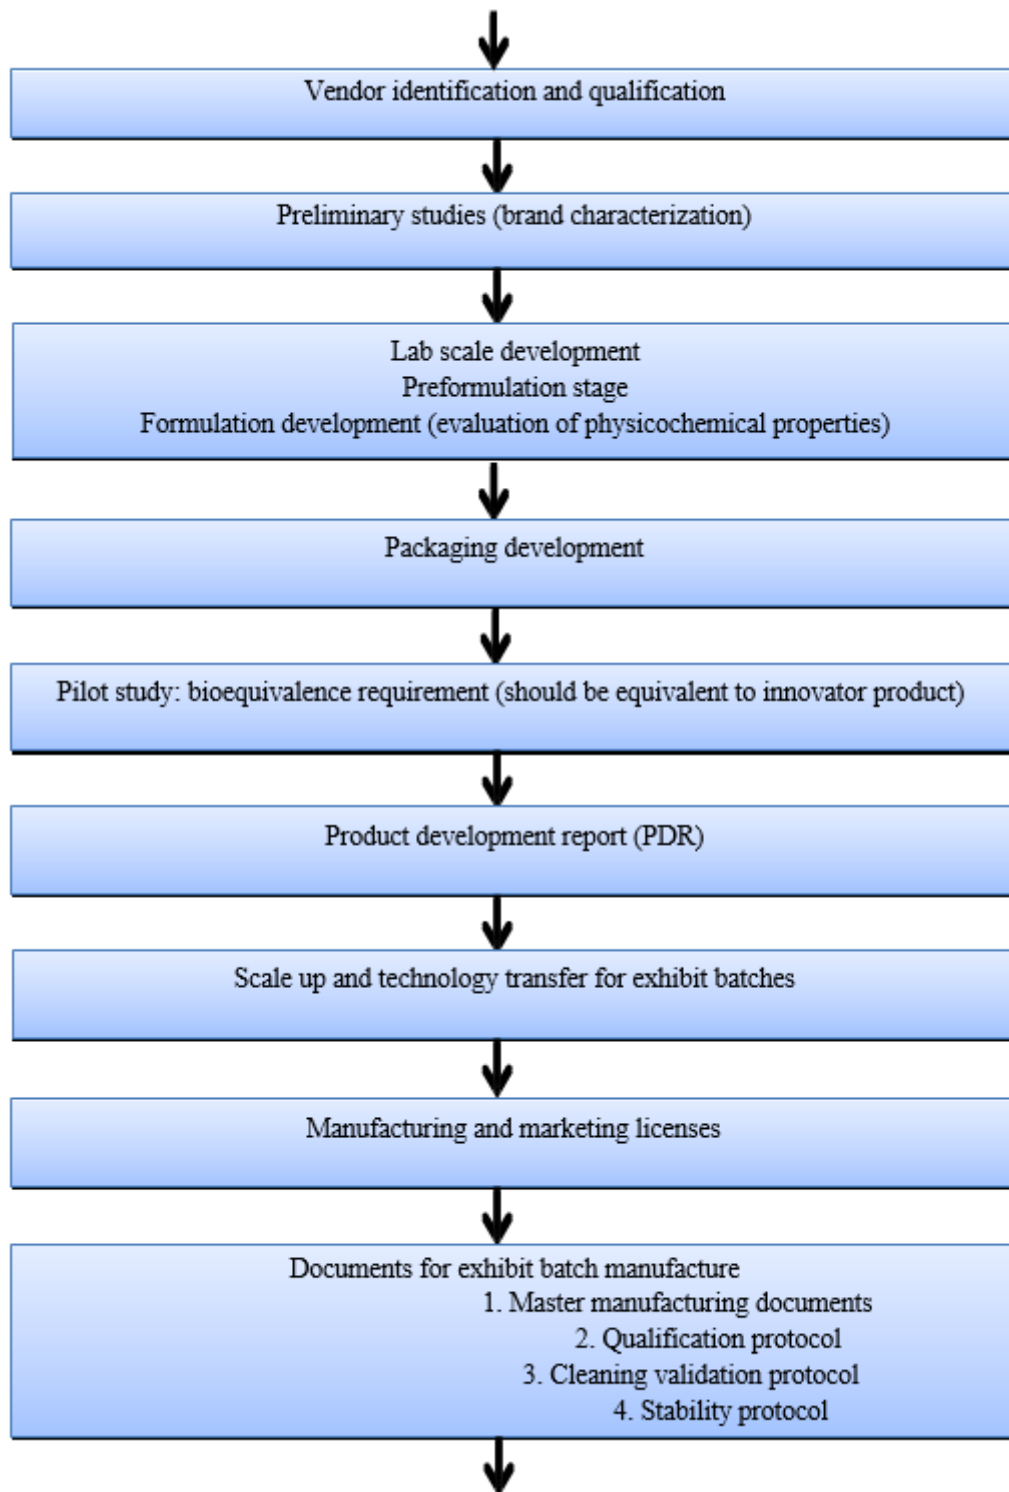 Vendor identification and qualification
Preliminary studies (brand characterization)
Lab scale development
Preformulation stage
Formulation development (evaluation of physicochemical properties)
Packaging development
Pilot study: bioequivalence requirement (should be equivalent to innovator product)
Product development report (PDR)
Scale up and technology transfer for exhibit batches
Manufacturing and marketing licenses
Documents for exhibit batch manufacture
1. Master manufacturing documents
2. Qualification protocol
3. Cleaning validation protocol
4. Stability protocol